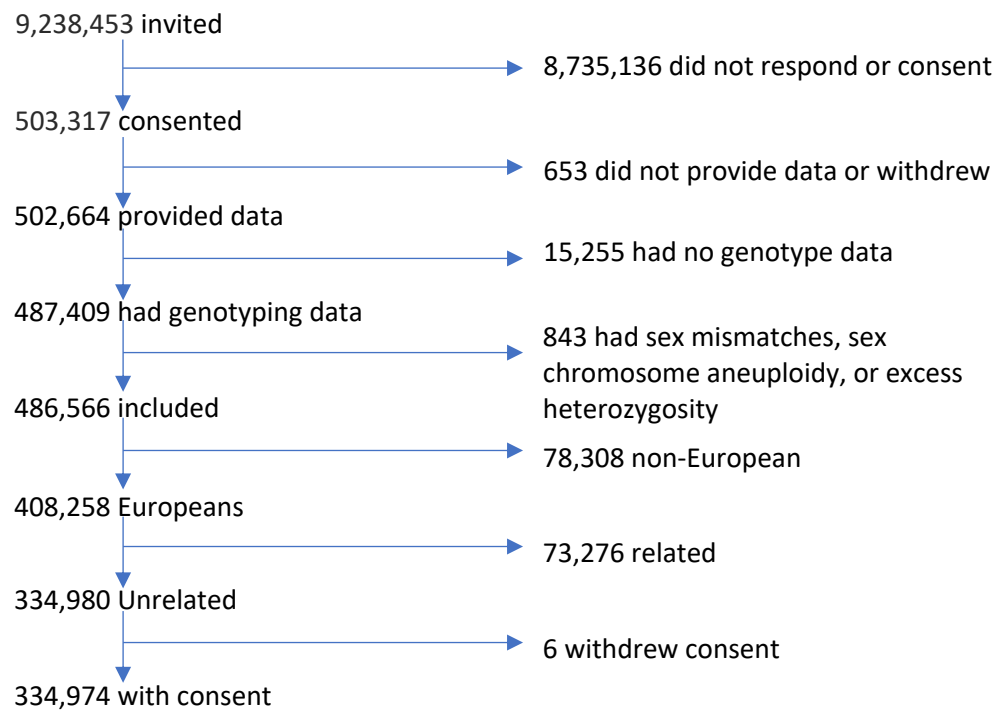 9,238,453 invited
8,735,136 did not respond or consent
503,317 consented
653 did not provide data or withdrew
502,664 provided data
15,255 had no genotype data
487,409 had genotyping data
843 had sex mismatches, sex
chromosome aneuploidy, or excess
heterozygosity
486,566 included
78,308 non-European
408,258 Europeans
73,276 related
334,980 Unrelated
6 withdrew consent
334,974 with consent